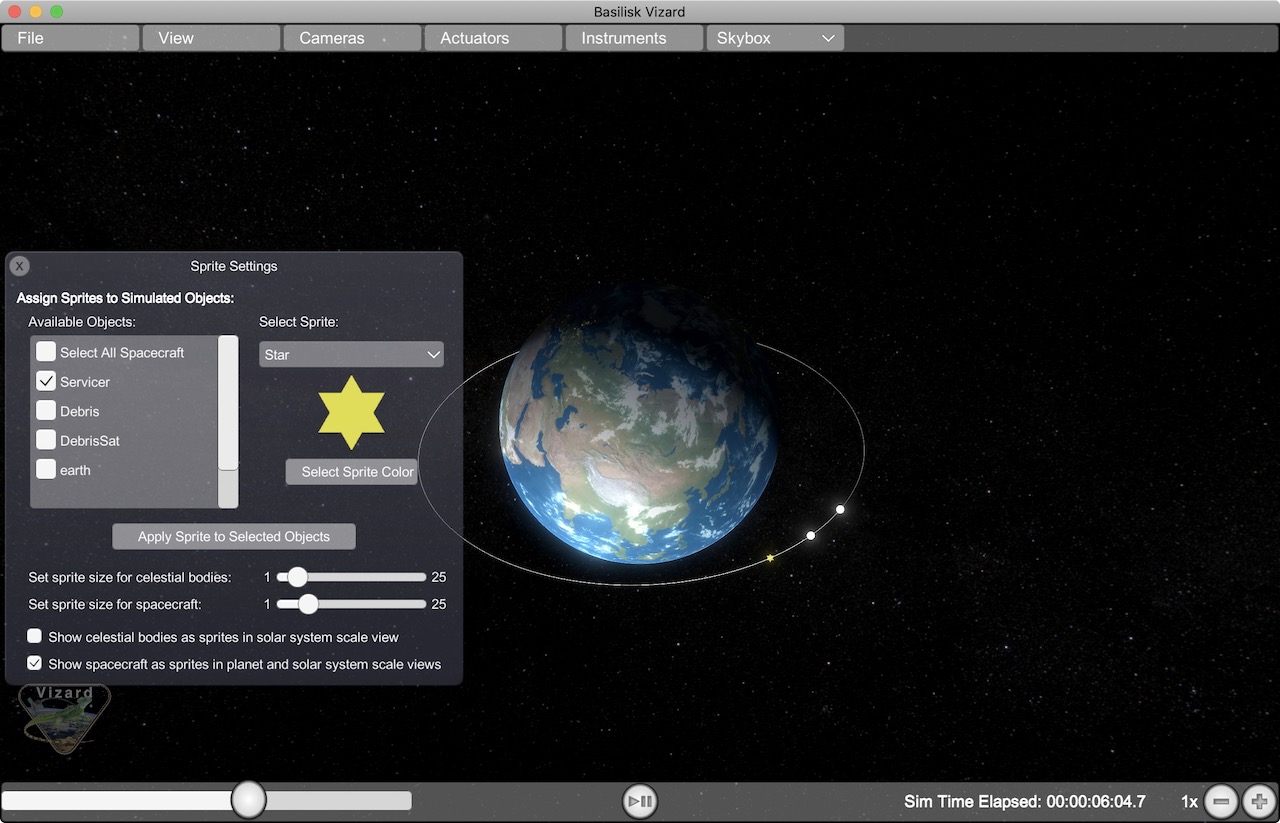 Basilisk Vizard
File View Cameras Actuators Instruments Skybox
X Sprite Settings
Assign Sprites to Simulated Objects:
Available Objects: Select Sprite:
Select All Spacecraft
Star
Servicer
Debris
DebrisSat
earth
Select Sprite Color
Apply Sprite to Selected Objects
Set sprite size for celestial bodies: 1 25
Set sprite size for spacecraft: 1 25
Show celestial bodies as sprites in solar system scale view
Show spacecraft as sprites in planet and solar system scale views
Vizard
Sim Time Elapsed: 00:00:06:04.7 1x